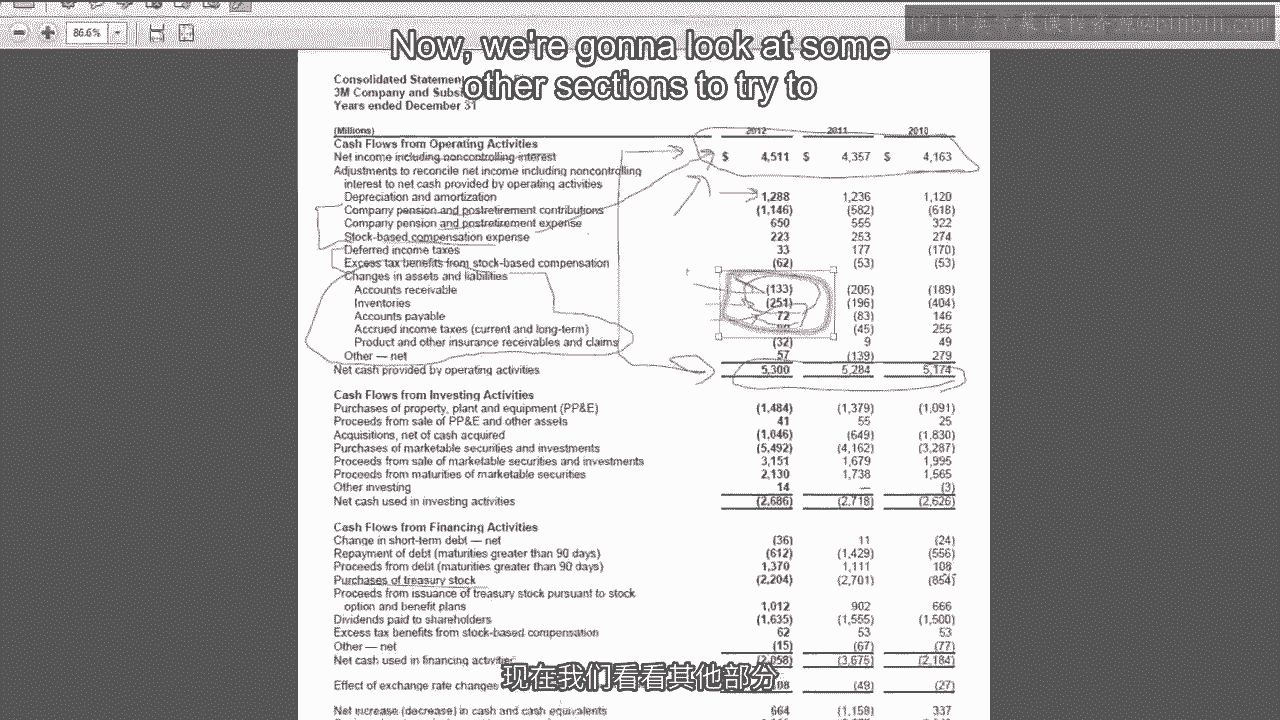 86.6%
Now, we're gonna look at some
other sections to try to
Consolidated Statement
3M Company and Subsi
Years ended December 31
(Millions) 2012 2011 2010
Cash Flows from Operating Activities
Net income including noncontrolling interest $ 4,511 $ 4,357 $ 4,163
Adjustments to reconcile net income including noncontrolling
interest to net cash provided by operating activities
Depreciation and amortization 1,288 1,236 1,120
Company pension and postretirement contributions (1,146) (582) (618)
Company pension and postretirement expense 650 555 322
Stock-based compensation expense 223 253 274
Deferred income taxes 33 177 (170)
Excess tax benefits from stock-based compensation (62) (53) (53)
Changes in assets and liabilities
Accounts receivable (133) (205) (189)
Inventories (251) (196) (404)
Accounts payable 72 (83) 146
Accrued income taxes (current and long-term) (45) 255
Product and other insurance receivables and claims (32) 9 49
Other — net 57 (139) 279
Net cash provided by operating activities 5,300 5,284 5,174
Cash Flows from Investing Activities
Purchases of property, plant and equipment (PP&E) (1,484) (1,379) (1,091)
Proceeds from sale of PP&E and other assets 41 55 25
Acquisitions, net of cash acquired (1,046) (649) (1,830)
Purchases of marketable securities and investments (5,492) (4,162) (3,287)
Proceeds from sale of marketable securities and investments 3,151 1,679 1,995
Proceeds from maturities of marketable securities 2,130 1,738 1,565
Other investing 14 — (3)
Net cash used in investing activities (2,686) (2,718) (2,626)
Cash Flows from Financing Activities
Change in short-term debt — net (36) 11 (24)
Repayment of debt (maturities greater than 90 days) (612) (1,429) (556)
Proceeds from debt (maturities greater than 90 days) 1,370 1,111 108
Purchases of treasury stock (2,204) (2,701) (854)
Proceeds from issuance of treasury stock pursuant to stock
option and benefit plans 1,012 902 666
Dividends paid to shareholders (1,635) (1,555) (1,500)
Excess tax benefits from stock-based compensation 62 53 53
Other — net (15) (67) (77)
Net cash used in financing activities (2,058) (3,675) (2,184)
现在我们看看其他部分
Effect of exchange rate changes 08 (49) (27)
Net increase (decrease) in cash and cash equivalents 664 (1,158) 337